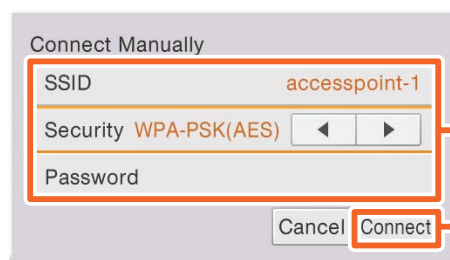 Connect Manually
SSID accesspoint-1
Security WPA-PSK(AES)
Password
Cancel Connect